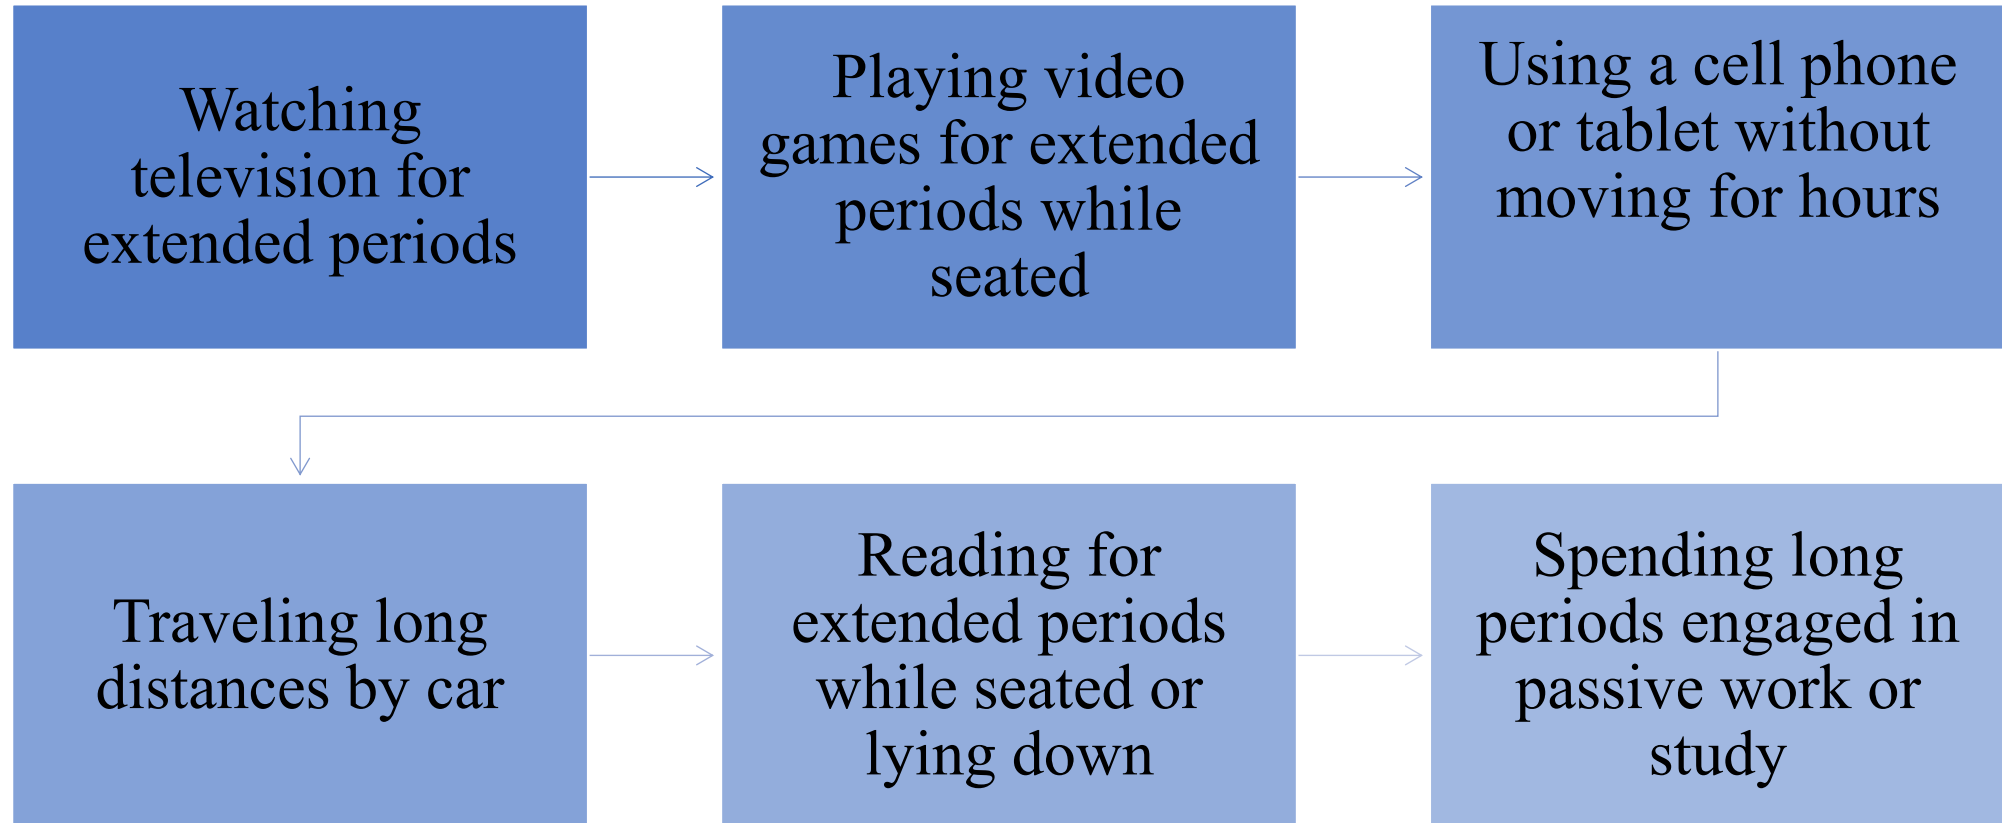 Watching
television for
extended periods
Playing video
games for extended
periods while
seated
Using a cell phone
or tablet without
moving for hours
Traveling long
distances by car
Reading for
extended periods
while seated or
lying down
Spending long
periods engaged in
passive work or
study